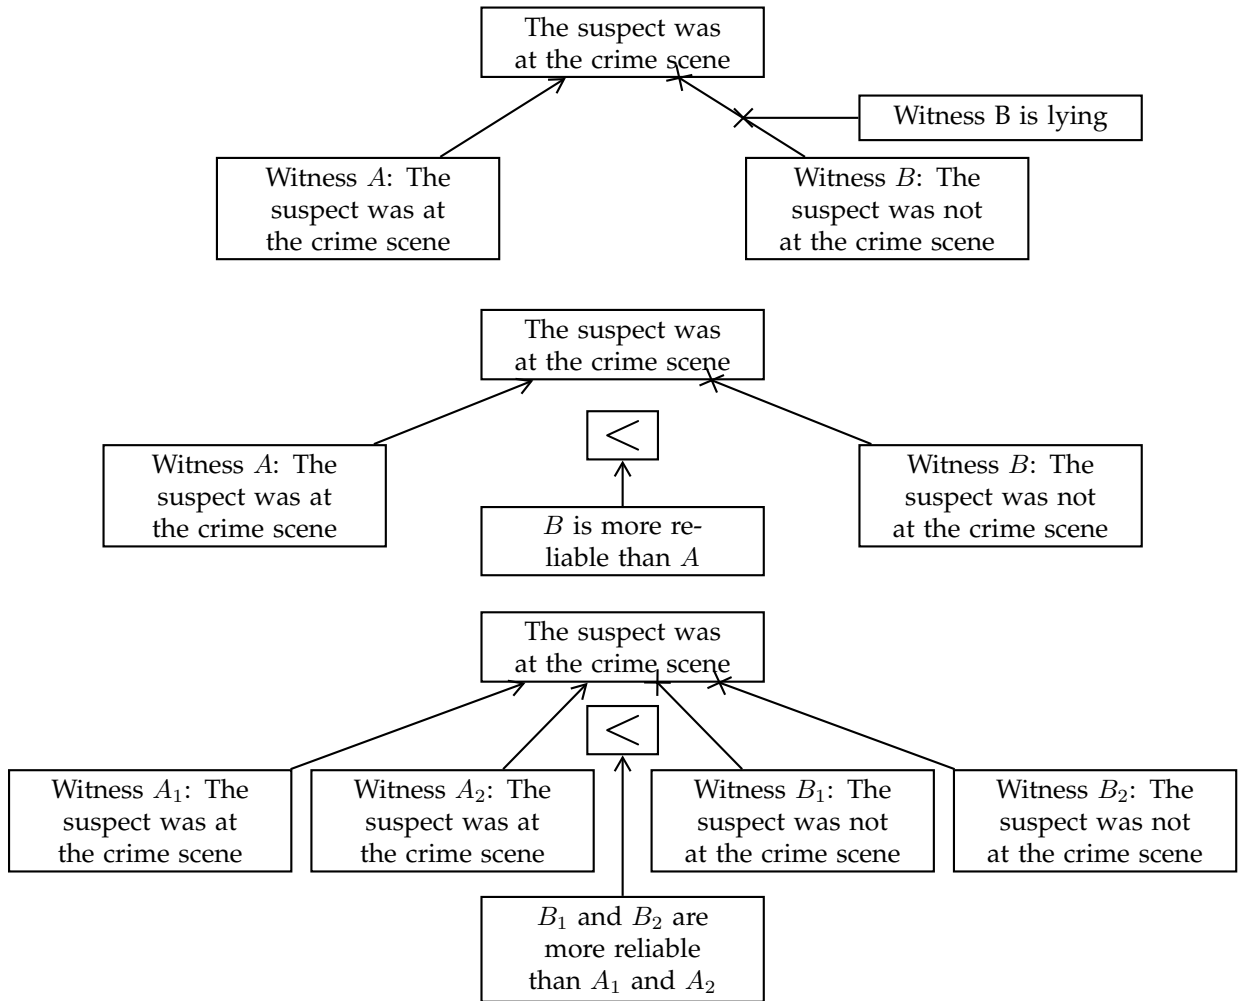 The suspect was
at the crime scene
Witness B is lying
Witness A: The
suspect was at
the crime scene
Witness B: The
suspect was not
at the crime scene
The suspect was
at the crime scene
<
Witness A: The
suspect was at
the crime scene
B is more re-
liable than A
Witness B: The
suspect was not
at the crime scene
The suspect was
at the crime scene
<
Witness A₁: The
suspect was at
the crime scene
Witness A₂: The
suspect was at
the crime scene
Witness B₁: The
suspect was not
at the crime scene
Witness B₂: The
suspect was not
at the crime scene
B₁ and B₂ are
more reliable
than A₁ and A₂